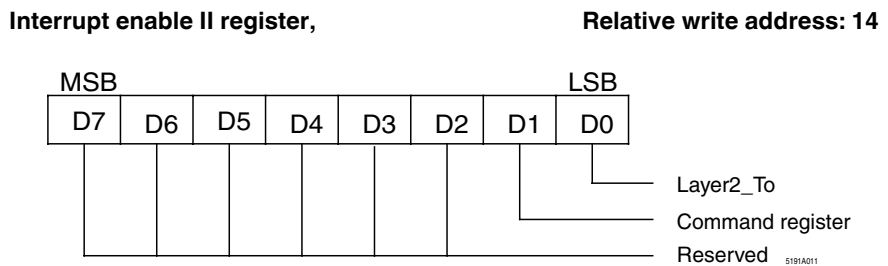 Interrupt enable II register, Relative write address: 14
MSB LSB
D7 D6 D5 D4 D3 D2 D1 D0
Layer2_To
Command register
Reserved 5191A011